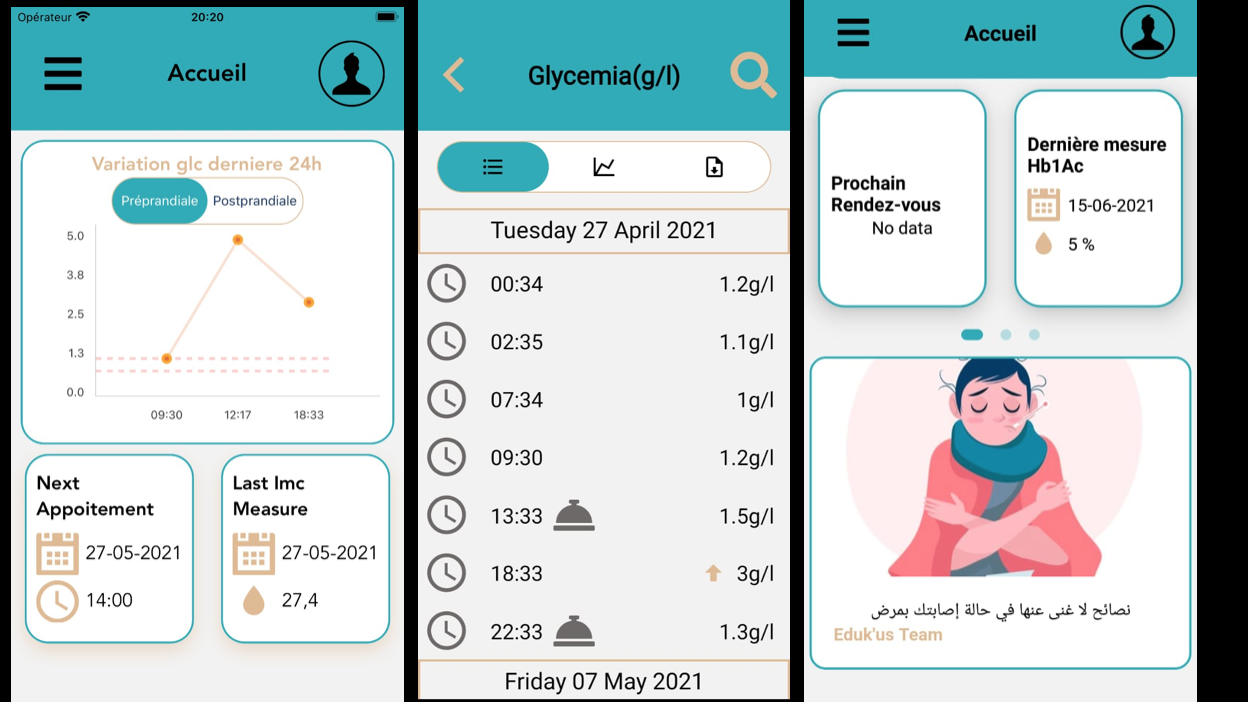 Opérateur 20:20
Accueil
Variation glc derniere 24h
Préprandiale Postprandiale
5.0
3.8
2.5
1.3
0.0
09:30 12:17 18:33
Next
Appoitement
27-05-2021
14:00
Last Imc
Measure
27-05-2021
27,4
Glycemia(g/l)
Tuesday 27 April 2021
00:34 1.2g/l
02:35 1.1g/l
07:34 1g/l
09:30 1.2g/l
13:33 1.5g/l
18:33 3g/l
22:33 1.3g/l
Friday 07 May 2021
Accueil
Prochain
Rendez-vous
No data
Dernière mesure
Hb1Ac
15-06-2021
5 %
نصائح لا غنى عنها في حالة إصابتك بمرض
Eduk'us Team